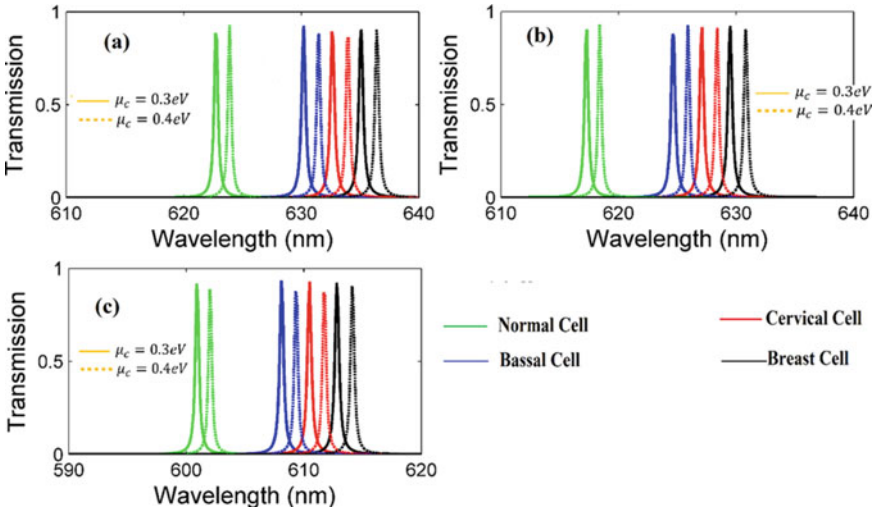 1
(a)
μc = 0.3eV
μc = 0.4eV
0.5
Transmission
0
610 620 630 640
Wavelength (nm)
1
(b)
μc = 0.3eV
μc = 0.4eV
0.5
Transmission
0
610 620 630 640
Wavelength (nm)
1
(c)
μc = 0.3eV
μc = 0.4eV
0.5
Transmission
0
590 600 610 620
Wavelength (nm)
Normal Cell
Cervical Cell
Bassal Cell
Breast Cell